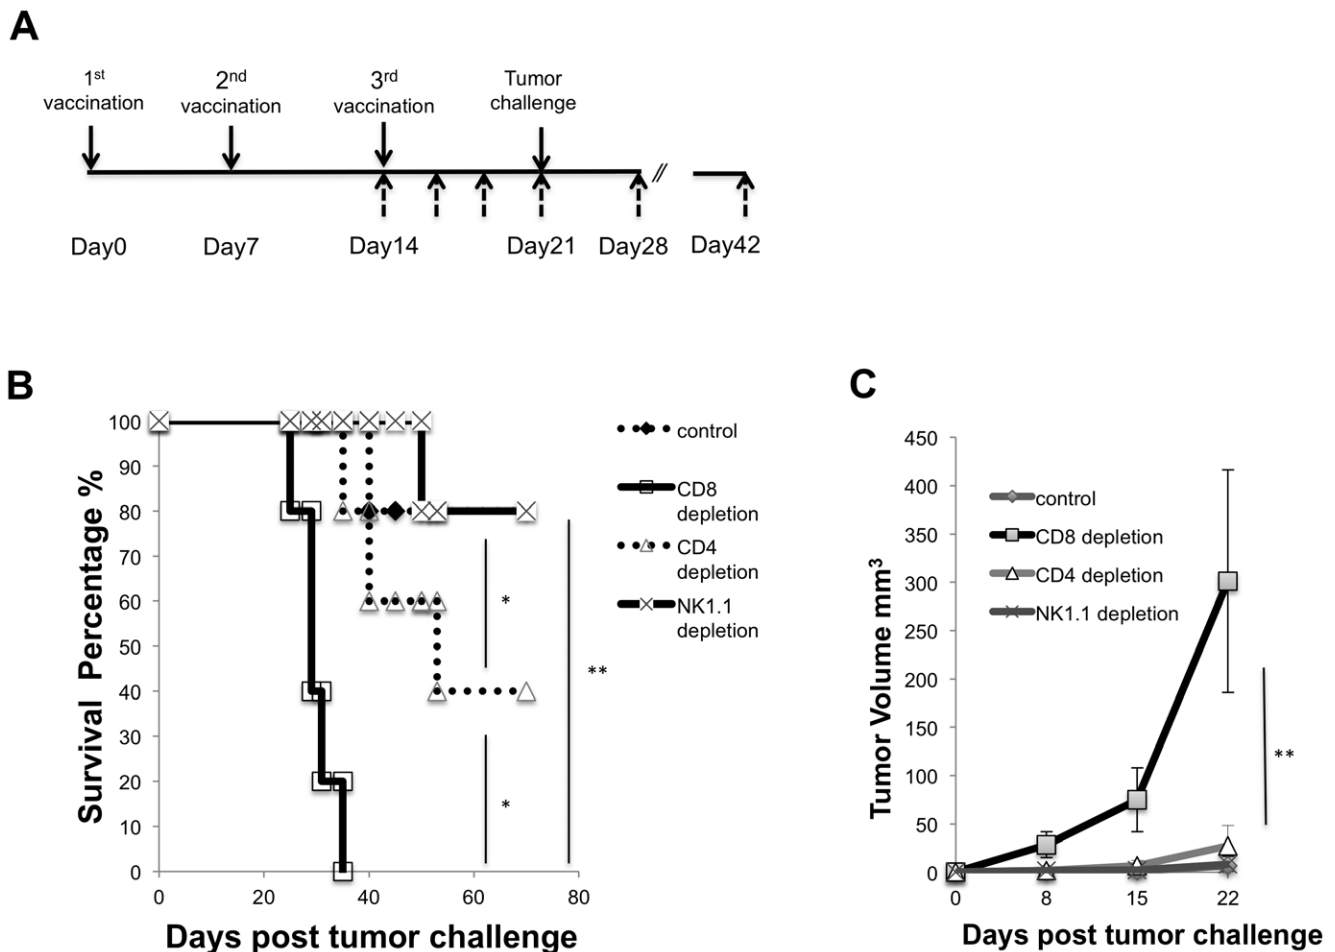 A
1st 2nd 3rd Tumor
vaccination vaccination vaccination challenge
//
Day0 Day7 Day14 Day21 Day28 Day42
B
Survival Percentage %
100
90
80
70
60
50
40
30
20
10
0
0 20 40 60 80
Days post tumor challenge
control
CD8
depletion
CD4
depletion
NK1.1
depletion
*
*
**
C
Tumor Volume mm³
450
400
350
300
250
200
150
100
50
0
0 8 15 22
Days post tumor challenge
control
CD8 depletion
CD4 depletion
NK1.1 depletion
**